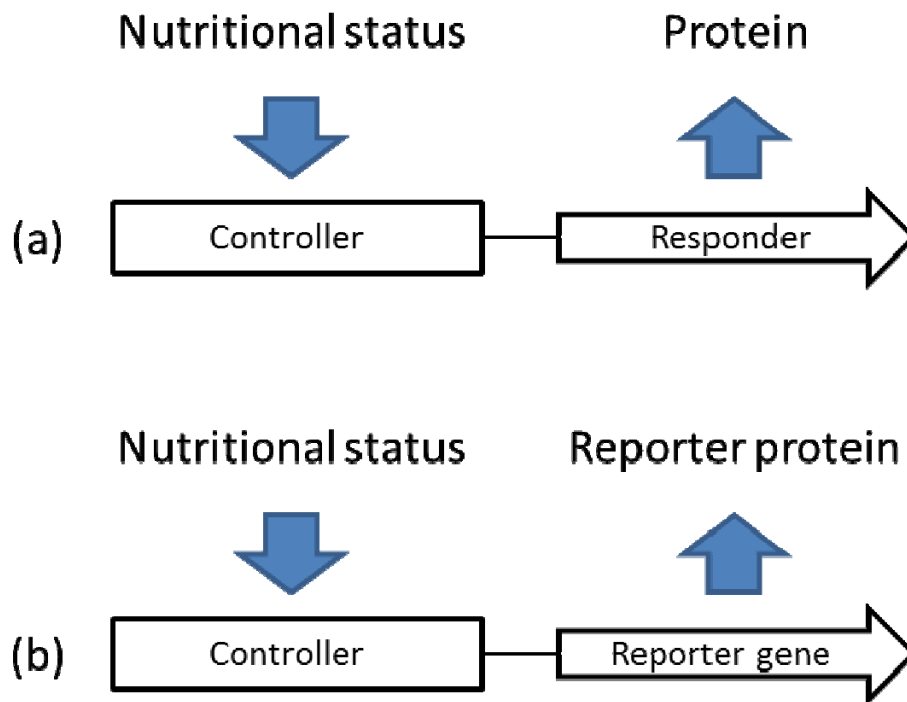 Nutritional status Protein
(a) Controller Responder
Nutritional status Reporter protein
(b) Controller Reporter gene